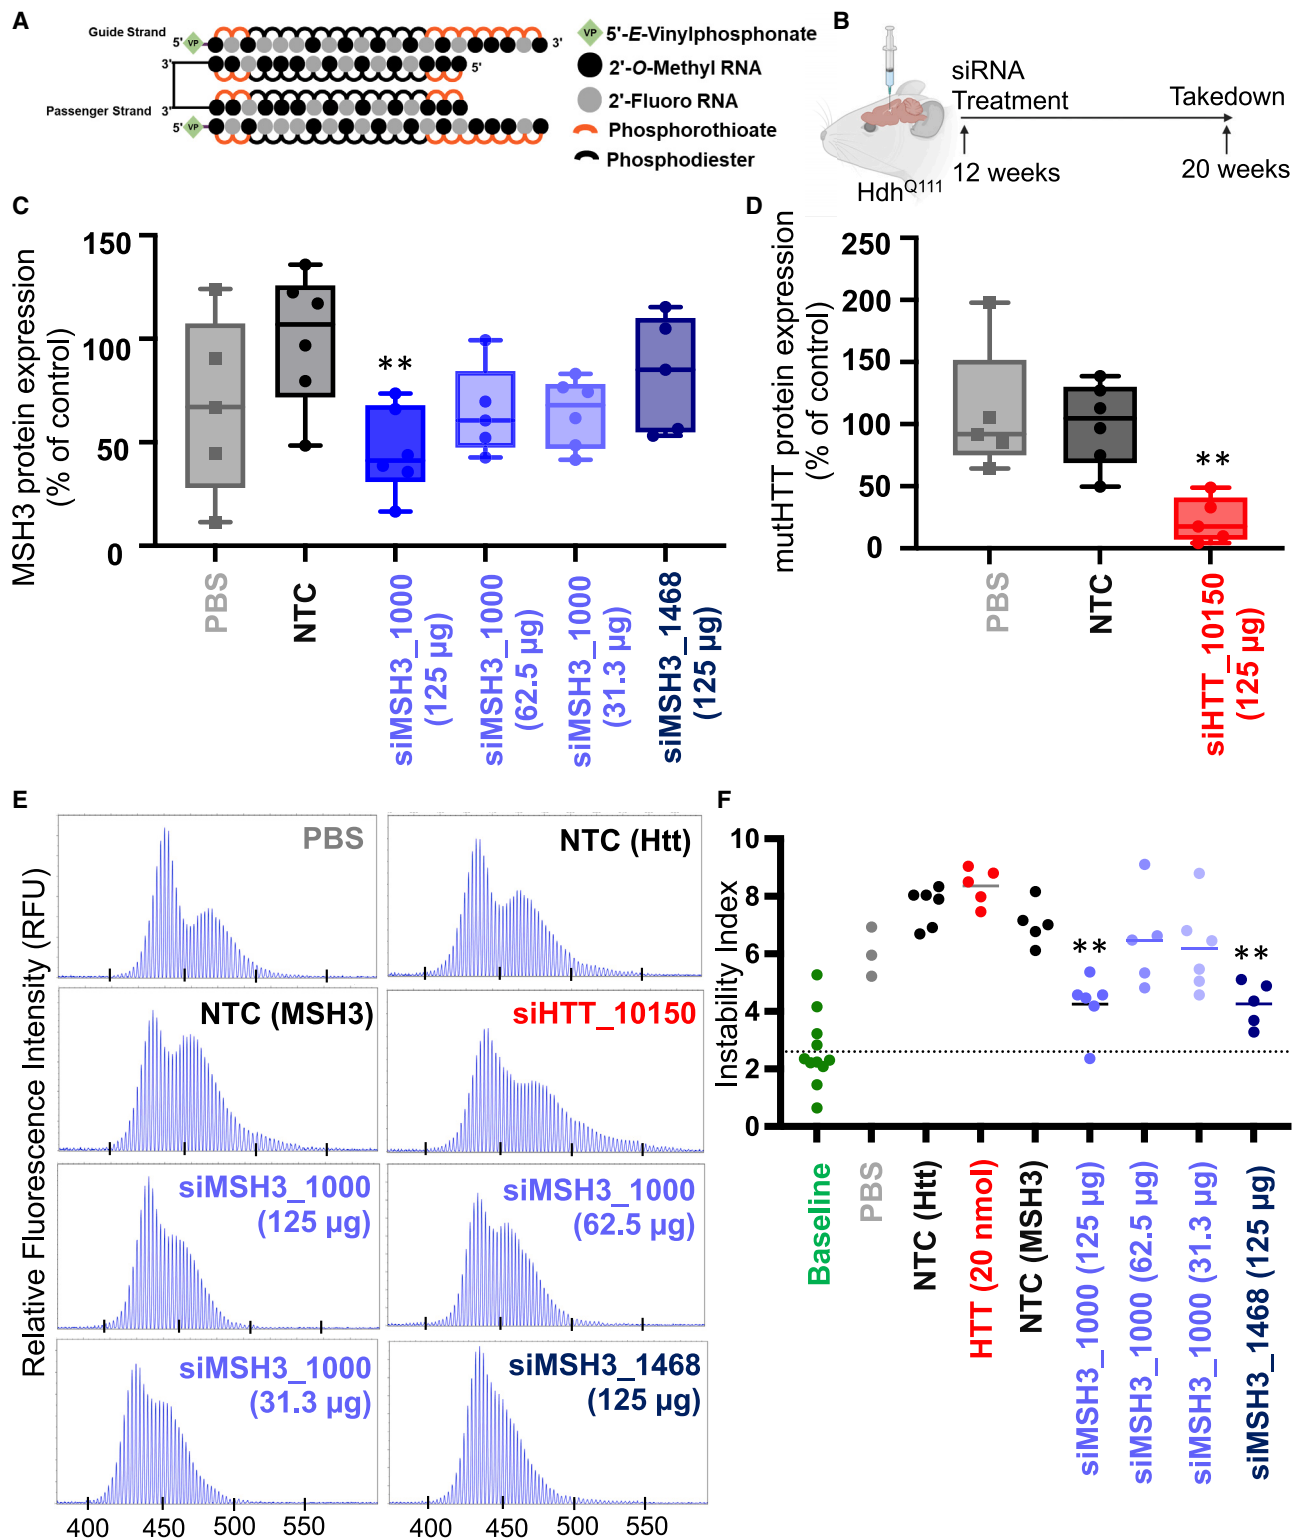 A
Guide Strand
5'
VP
3'
3'
5'
Passenger Strand
3'
5'
VP
VP
5'-E-Vinylphosphonate
2'-O-Methyl RNA
2'-Fluoro RNA
Phosphorothioate
Phosphodiester
B
siRNA
Treatment
Takedown
12 weeks
20 weeks
HdhQ111
C
MSH3 protein expression
(% of control)
150
100
50
0
**
PBS
NTC
siMSH3_1000
(125 µg)
siMSH3_1000
(62.5 µg)
siMSH3_1000
(31.3 µg)
siMSH3_1468
(125 µg)
D
mutHTT protein expression
(% of control)
250
200
150
100
50
0
**
PBS
NTC
siHTT_10150
(125 µg)
E
Relative Fluorescence Intensity (RFU)
PBS
NTC (Htt)
NTC (MSH3)
siHTT_10150
siMSH3_1000
(125 µg)
siMSH3_1000
(62.5 µg)
siMSH3_1000
(31.3 µg)
siMSH3_1468
(125 µg)
400 450 500 550
400 450 500 550
F
Instability Index
10
8
6
4
2
0
**
**
Baseline
PBS
NTC (Htt)
HTT (20 nmol)
NTC (MSH3)
siMSH3_1000 (125 µg)
siMSH3_1000 (62.5 µg)
siMSH3_1000 (31.3 µg)
siMSH3_1468 (125 µg)